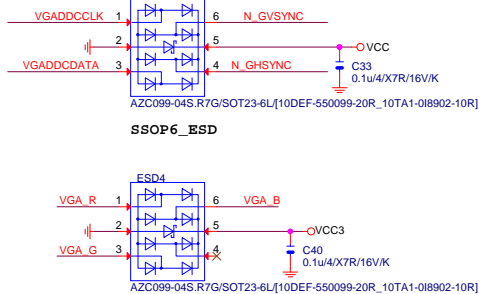 VGADDCCLK 1 6 N_GVSYNC
2 5 VCC
VGADDCDATA 3 4 N_GHSYNC
C33
0.1u/4/X7R/16V/K
AZC099-04S.R7G/SOT23-6L/[10DEF-550099-20R_10TA1-0I8902-10R]
SSOP6_ESD
ESD4
VGA_R 1 6 VGA_B
2 5 VCC3
VGA_G 3 4
C40
0.1u/4/X7R/16V/K
AZC099-04S.R7G/SOT23-6L/[10DEF-550099-20R_10TA1-0I8902-10R]